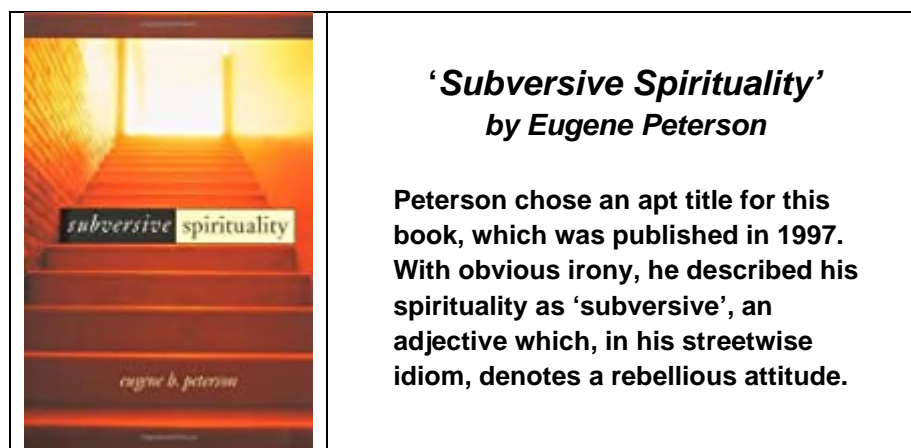 subversive spirituality
eugene h. peterson
‘Subversive Spirituality’
by Eugene Peterson
Peterson chose an apt title for this
book, which was published in 1997.
With obvious irony, he described his
spirituality as ‘subversive’, an
adjective which, in his streetwise
idiom, denotes a rebellious attitude.